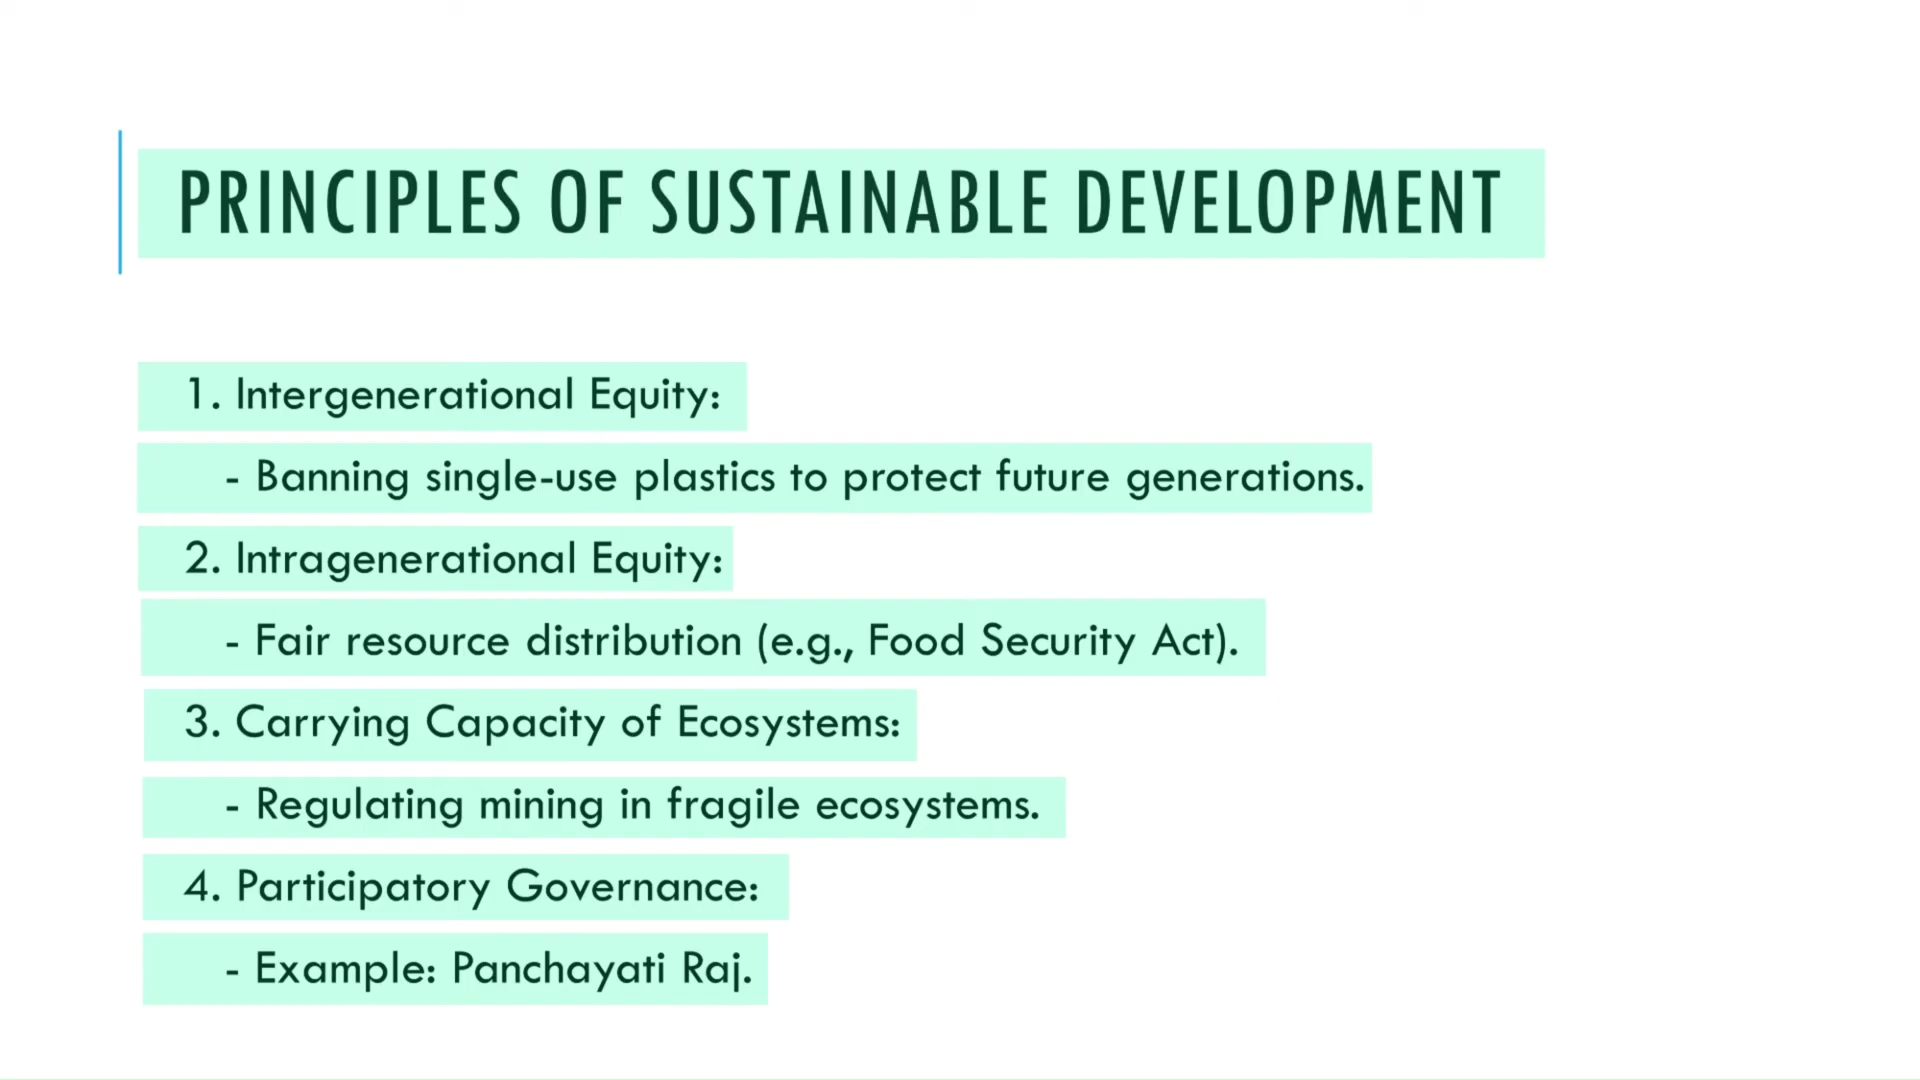 PRINCIPLES OF SUSTAINABLE DEVELOPMENT
1. Intergenerational Equity:
- Banning single-use plastics to protect future generations.
2. Intragenerational Equity:
- Fair resource distribution (e.g., Food Security Act).
3. Carrying Capacity of Ecosystems:
- Regulating mining in fragile ecosystems.
4. Participatory Governance:
- Example: Panchayati Raj.